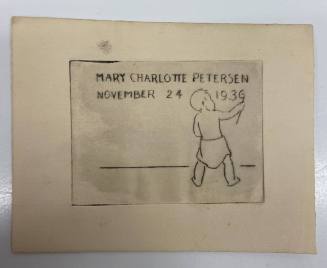 MARY CHARLOTTE PETERSEN
NOVEMBER 24 1936